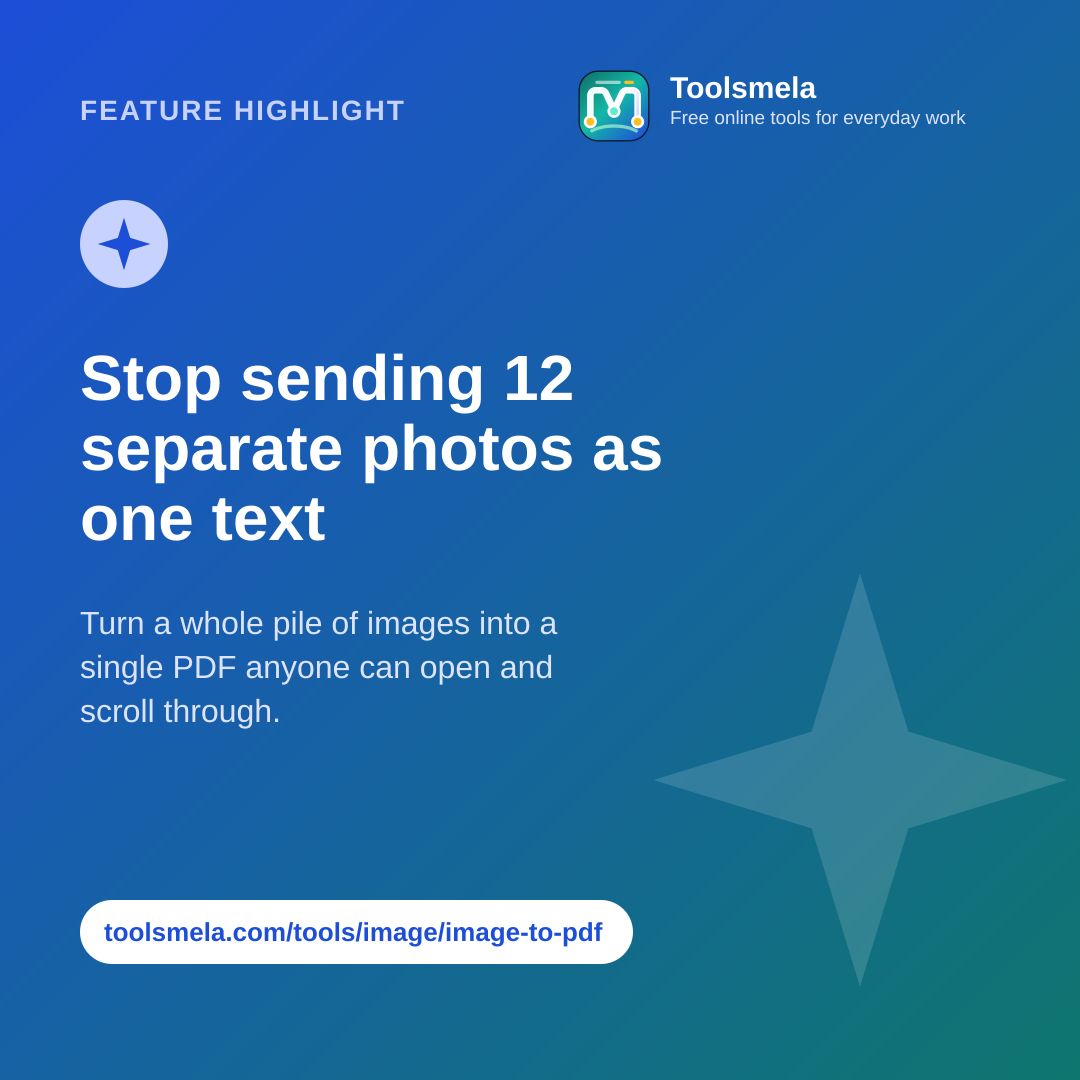 FEATURE HIGHLIGHT
Toolsmela
Free online tools for everyday work
Stop sending 12
separate photos as
one text
Turn a whole pile of images into a
single PDF anyone can open and
scroll through.
toolsmela.com/tools/image/image-to-pdf